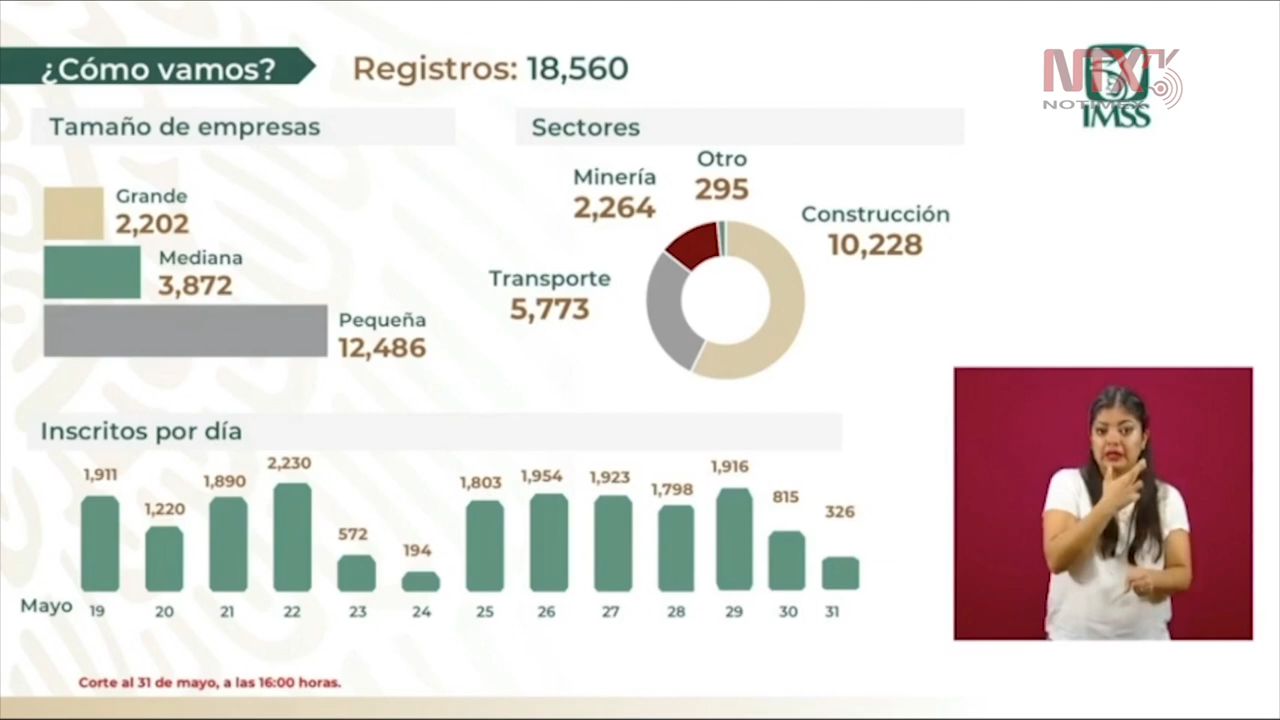 ¿Cómo vamos?
Registros: 18,560
NTX
NOTIMEX
IMSS
Tamaño de empresas
Grande
2,202
Mediana
3,872
Pequeña
12,486
Sectores
Otro
295
Minería
2,264
Construcción
10,228
Transporte
5,773
Inscritos por día
1,911 1,220 1,890 2,230 572 194 1,803 1,954 1,923 1,798 1,916 815 326
Mayo 19 20 21 22 23 24 25 26 27 28 29 30 31
Corte al 31 de mayo, a las 16:00 horas.